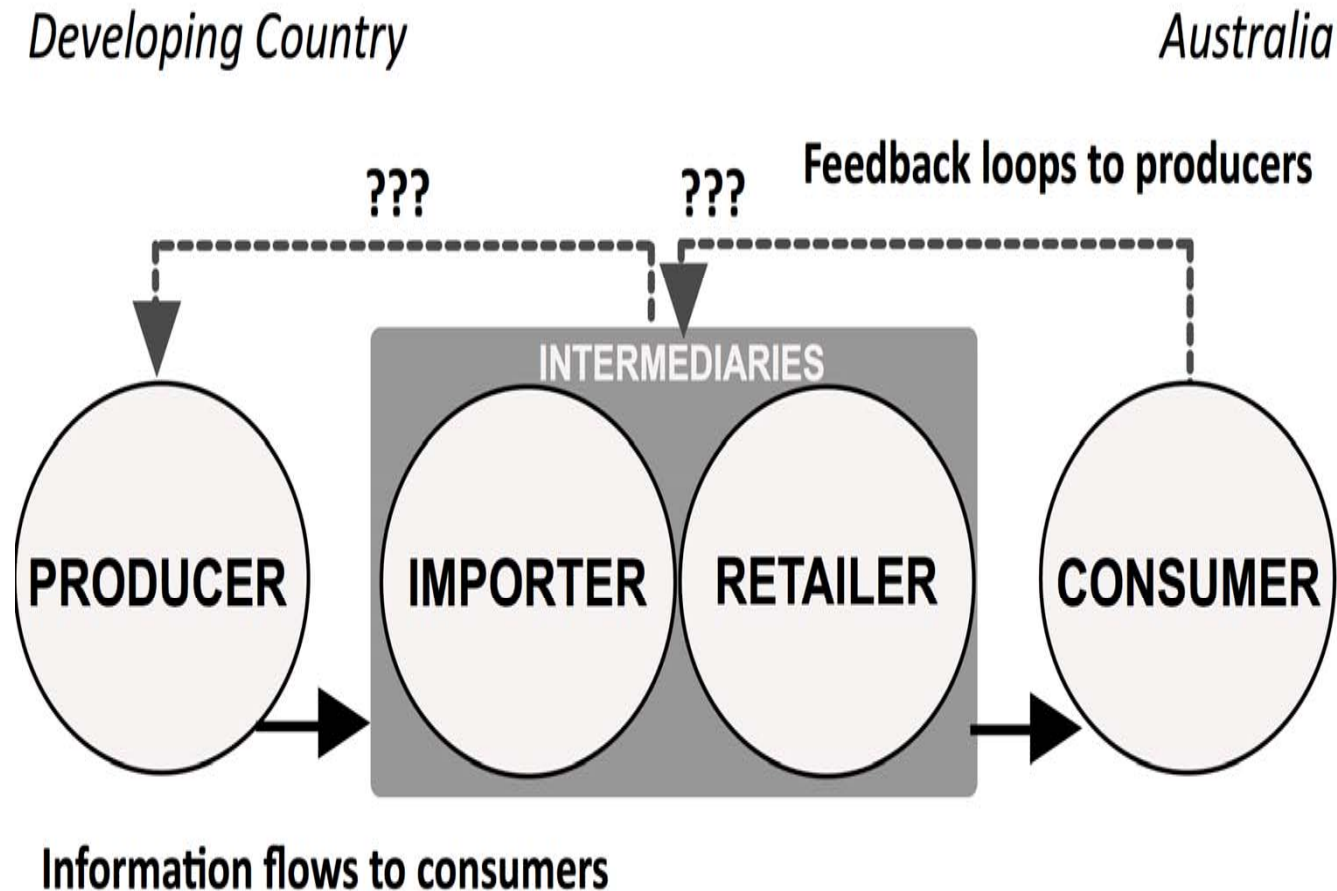 Developing Country
Australia
Feedback loops to producers
???
???
INTERMEDIARIES
PRODUCER
IMPORTER
RETAILER
CONSUMER
Information flows to consumers